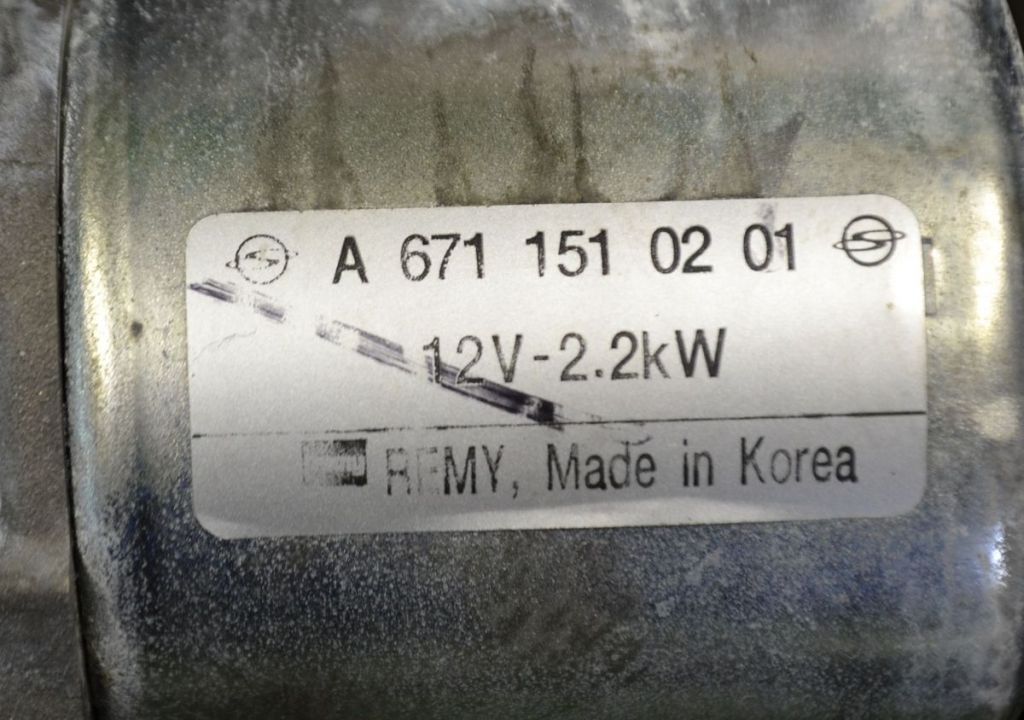 A 671 151 02 01
12V-2.2kW
REMY, Made in Korea